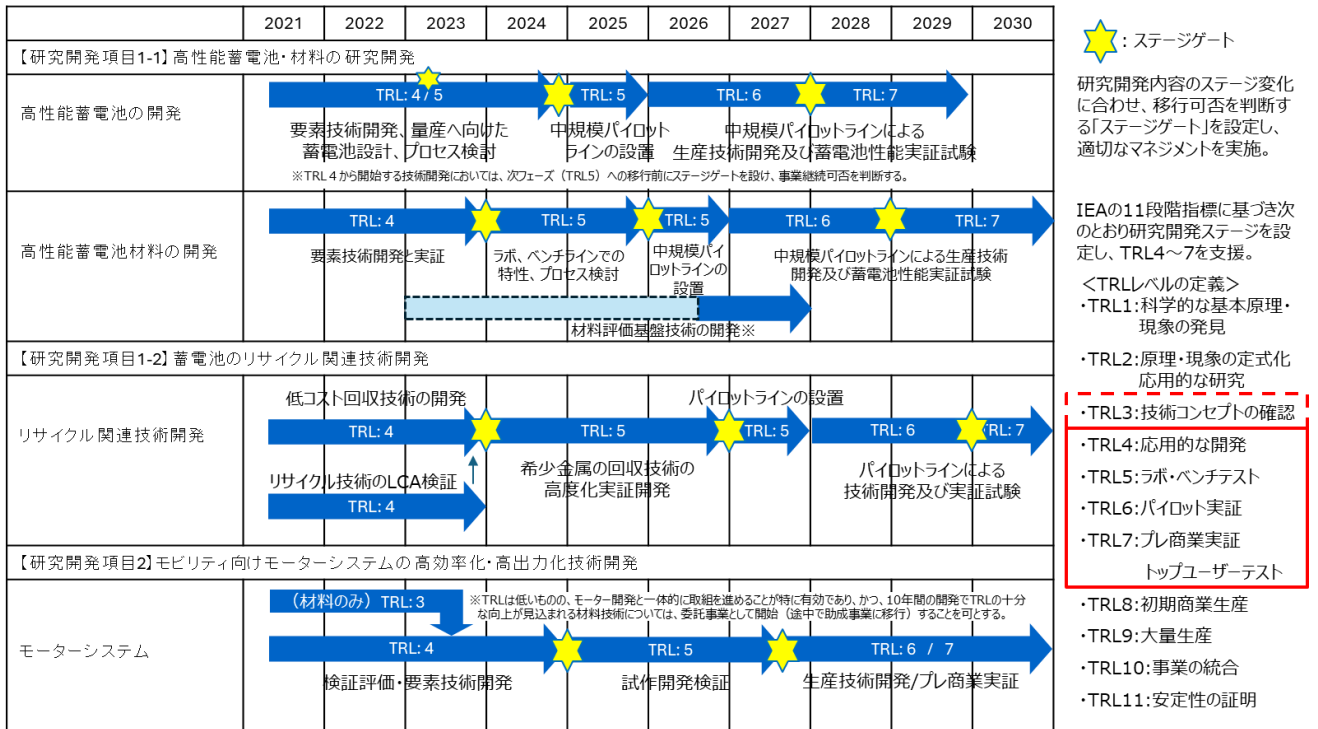 2021 2022 2023 2024 2025 2026 2027 2028 2029 2030
【研究開発項目1-1】高性能蓄電池・材料の研究開発
高性能蓄電池の開発
TRL: 4 / 5
TRL: 5
TRL: 6
TRL: 7
要素技術開発、量産へ向けた
蓄電池設計、プロセス検討
中規模パイロット
ラインの設置
中規模パイロットラインによる
生産技術開発及び蓄電池性能実証試験
※TRL4から開始する技術開発においては、次フェーズ（TRL5）への移行前にステージゲートを設け、事業継続可否を判断する。
高性能蓄電池材料の開発
TRL: 4
TRL: 5
TRL: 5
TRL: 6
TRL: 7
要素技術開発と実証
ラボ、ベンチラインでの
特性、プロセス検討
中規模パイ
ロットラインの
設置
中規模パイロットラインによる生産技術
開発及び蓄電池性能実証試験
材料評価基盤技術の開発※
【研究開発項目1-2】蓄電池のリサイクル関連技術開発
リサイクル関連技術開発
低コスト回収技術の開発
パイロットラインの設置
TRL: 4
TRL: 5
TRL: 5
TRL: 6
TRL: 7
リサイクル技術のLCA検証
TRL: 4
希少金属の回収技術の
高度化実証開発
パイロットラインによる
技術開発及び実証試験
【研究開発項目2】モビリティ向けモーターシステムの高効率化・高出力化技術開発
モーターシステム
（材料のみ）TRL: 3
※TRLは低いものの、モーター開発と一体的に取組を進めることが特に有効であり、かつ、10年間の開発でTRLの十分
な向上が見込まれる材料技術については、委託事業として開始（途中で助成事業に移行）することを可とする。
TRL: 4
TRL: 5
TRL: 6 / 7
検証評価・要素技術開発
試作開発検証
生産技術開発/プレ商業実証
：ステージゲート
研究開発内容のステージ変化
に合わせ、移行可否を判断す
る「ステージゲート」を設定し、
適切なマネジメントを実施。
IEAの11段階指標に基づき次
のとおり研究開発ステージを設
定し、TRL4～7を支援。
＜TRLレベルの定義＞
・TRL1:科学的な基本原理・
現象の発見
・TRL2:原理・現象の定式化
応用的な研究
・TRL3:技術コンセプトの確認
・TRL4:応用的な開発
・TRL5:ラボ・ベンチテスト
・TRL6:パイロット実証
・TRL7:プレ商業実証
トップユーザーテスト
・TRL8:初期商業生産
・TRL9:大量生産
・TRL10:事業の統合
・TRL11:安定性の証明